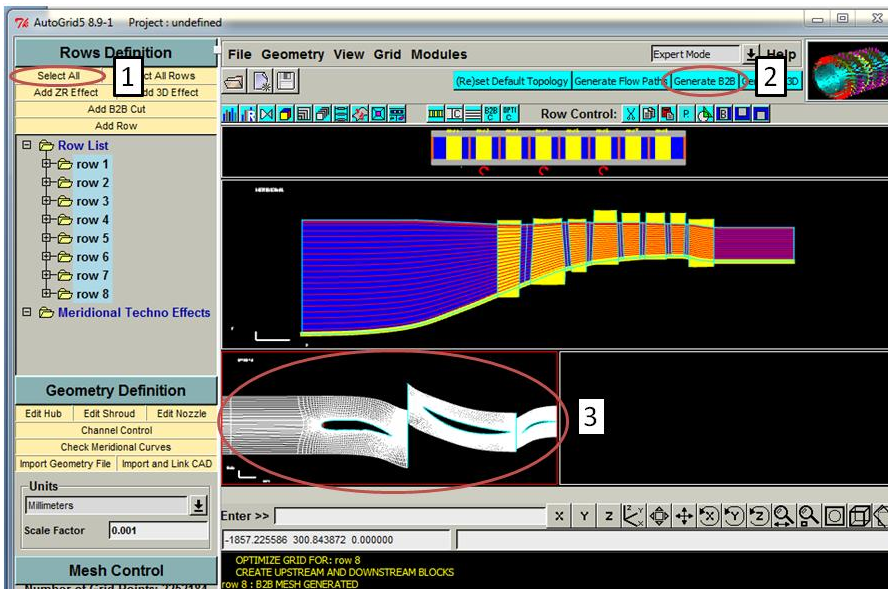 AutoGrid5 8.9-1 Project : undefined
Rows Definition
File Geometry View Grid Modules Expert Mode Help
Select All 1 ct All Rows
(Re)set Default Topology Generate Flow Paths Generate B2B 2 3D
Add ZR Effect dd 3D Effect
Add B2B Cut
Row Control:
Add Row
Row List
row 1
row 2
row 3
row 4
row 5
row 6
row 7
row 8
Meridional Techno Effects
3
Geometry Definition
Edit Hub Edit Shroud Edit Nozzle
Channel Control
Check Meridional Curves
Import Geometry File Import and Link CAD
Units
Millimeters
Scale Factor 0.001
Enter >> X Y Z
-1857.225586 300.843872 0.000000
OPTIMIZE GRID FOR: row 8
CREATE UPSTREAM AND DOWNSTREAM BLOCKS
row 8 : B2B MESH GENERATED
Mesh Control
Number of Grid Points: